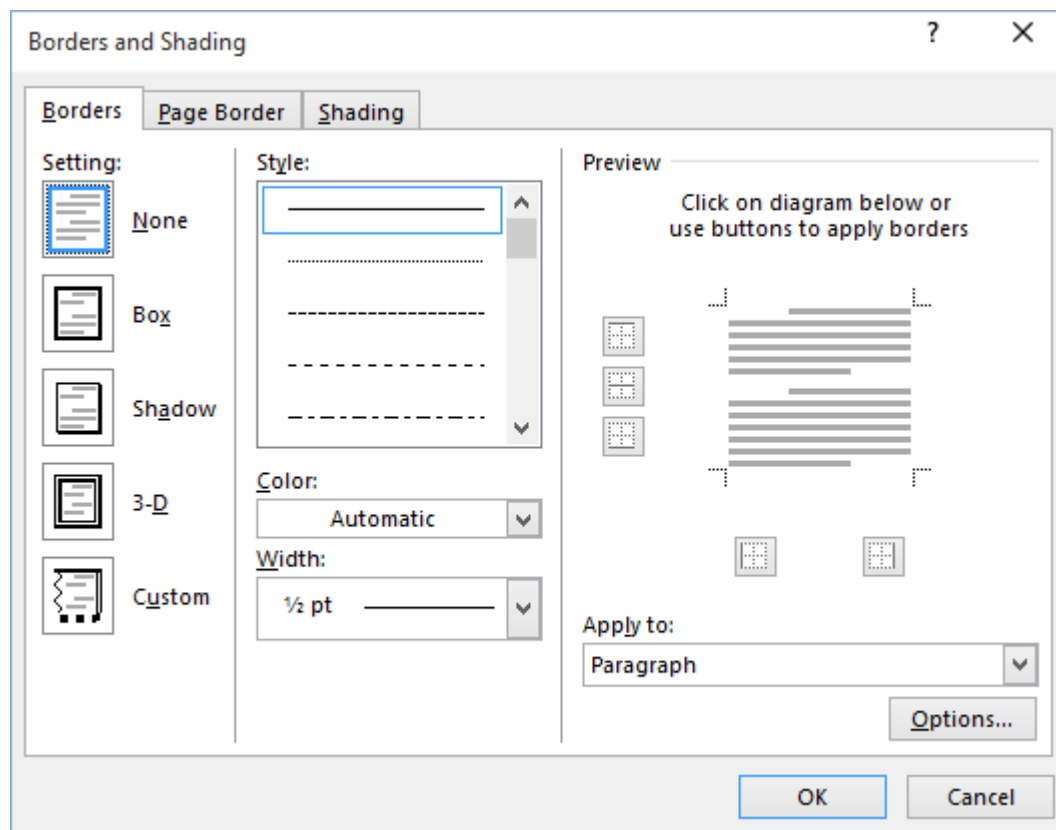 Borders and Shading
?
Borders
Page Border
Shading
Setting:
None
Box
Shadow
3-D
Custom
Style:
Color:
Automatic
Width:
½ pt
Preview
Click on diagram below or
use buttons to apply borders
Apply to:
Paragraph
Options...
OK
Cancel